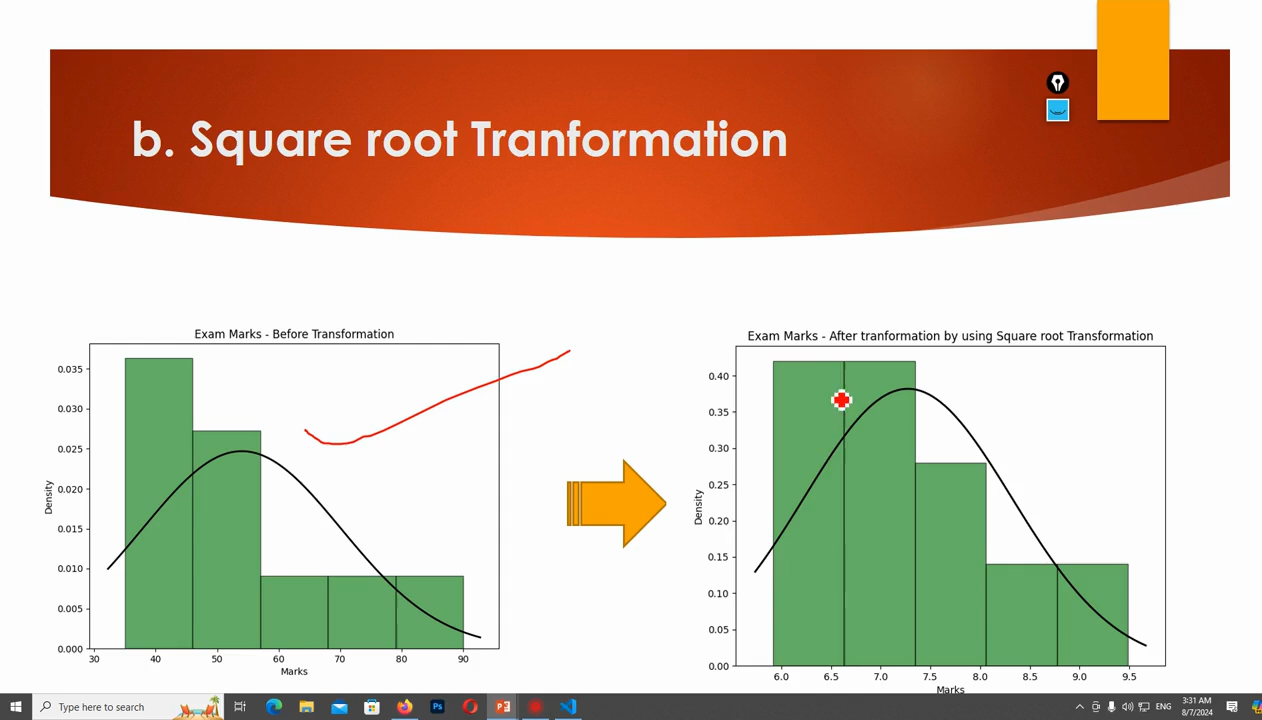 b. Square root Tranformation
Exam Marks - Before Transformation
0.035
0.030
0.025
0.020
0.015
0.010
0.005
0.000
Density
30 40 50 60 70 80 90
Marks
Exam Marks - After tranformation by using Square root Transformation
0.40
0.35
0.30
0.25
0.20
0.15
0.10
0.05
0.00
Density
6.0 6.5 7.0 7.5 8.0 8.5 9.0 9.5
Marks
Type here to search
Ps
ENG
3:31 AM
8/7/2024